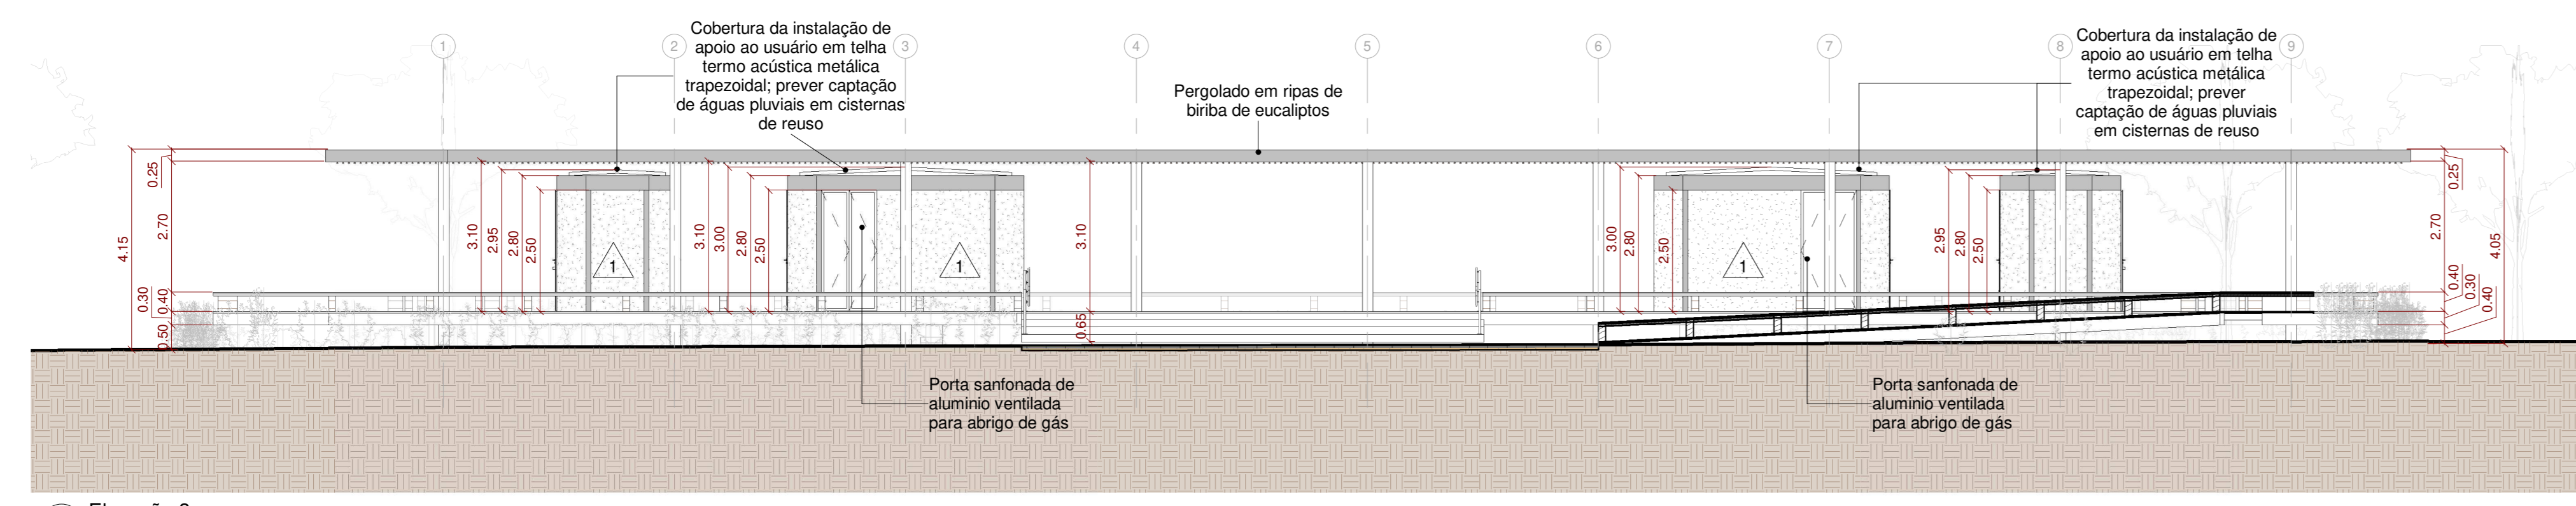 1
2
3
4
5
6
7
8
9
Cobertura da instalação de
apoio ao usuário em telha
termo acústica metálica
trapezoidal; prever captação
de águas pluviais em cisternas
de reuso
Pergolado em ripas de
biriba de eucaliptos
Cobertura da instalação de
apoio ao usuário em telha
termo acústica metálica
trapezoidal; prever
captação de águas pluviais
em cisternas de reuso
4.15
0.25
2.70
0.30
0.40
0.50
3.10
2.95
2.80
2.50
1
3.10
3.00
2.80
2.50
1
3.10
0.65
3.00
2.80
2.50
1
2.95
2.80
2.50
0.25
2.70
0.40
0.30
0.40
4.05
Porta sanfonada de
aluminio ventilada
para abrigo de gás
Porta sanfonada de
aluminio ventilada
para abrigo de gás